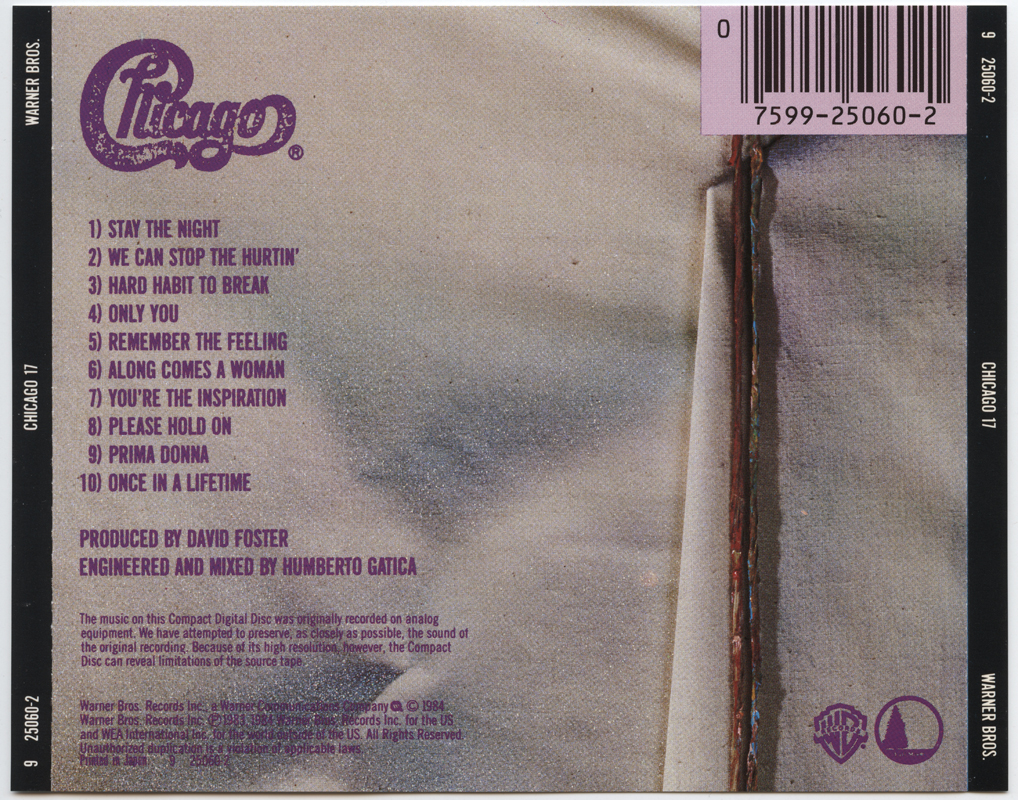 WARNER BROS.
CHICAGO 17
9 25060-2
Chicago®
0
7599-25060-2
1) STAY THE NIGHT
2) WE CAN STOP THE HURTIN'
3) HARD HABIT TO BREAK
4) ONLY YOU
5) REMEMBER THE FEELING
6) ALONG COMES A WOMAN
7) YOU'RE THE INSPIRATION
8) PLEASE HOLD ON
9) PRIMA DONNA
10) ONCE IN A LIFETIME
PRODUCED BY DAVID FOSTER
ENGINEERED AND MIXED BY HUMBERTO GATICA
The music on this Compact Digital Disc was originally recorded on analog
equipment. We have attempted to preserve, as closely as possible, the sound of
the original recording. Because of its high resolution, however, the Compact
Disc can reveal limitations of the source tape.
Warner Bros. Records Inc., a Warner Communications Company, © 1984
Warner Bros. Records Inc. ℗ 1983, 1984 Warner Bros. Records Inc. for the US
and WEA International Inc. for the world outside of the US. All Rights Reserved.
Unauthorized duplication is a violation of applicable laws.
Printed in Japan 9 25060-2
WB
RECORDS
9 25060-2
CHICAGO 17
WARNER BROS.